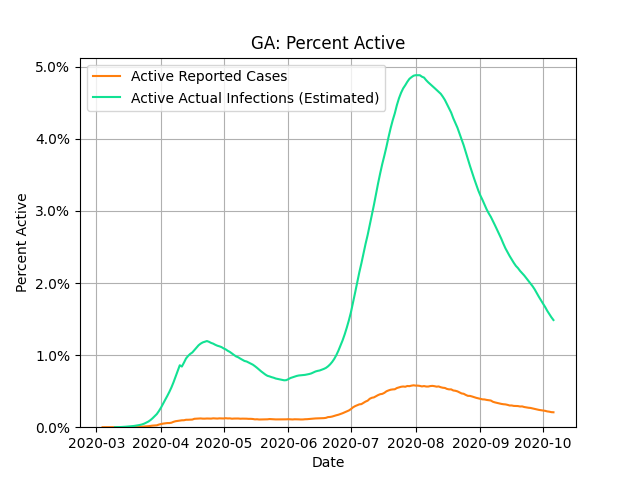 GA: Percent Active
Active Reported Cases
Active Actual Infections (Estimated)
5.0%
4.0%
3.0%
2.0%
1.0%
0.0%
Percent Active
2020-03 2020-04 2020-05 2020-06 2020-07 2020-08 2020-09 2020-10
Date